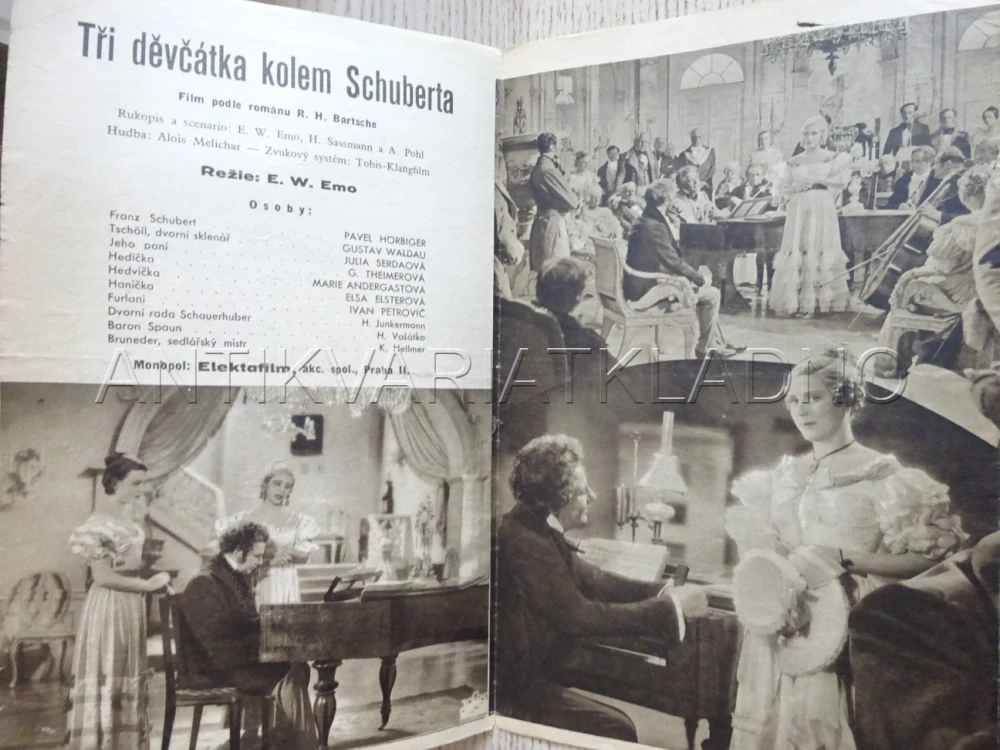 Tři děvčátka kolem Schuberta
Film podle románu R. H. Bartsche
Rukopis a scenario: E. W. Emo, H. Sassmann a A. Pohl
Hudba: Alois Melichar — Zvukový systém: Tobis-Klangfilm
Režie: E. W. Emo
Osoby:
Franz Schubert . . . . PAVEL HÖRBIGER
Tschöll, dvorní sklenář . . . . GUSTAV WALDAU
Jeho paní . . . . JULIA SERDAOVÁ
Hedička . . . . G. THEIMEROVÁ
Hedvička . . . . MARIE ANDERGASTOVÁ
Hanička . . . . ELSA ELSTEROVÁ
Furlani . . . . IVAN PETROVIČ
Dvorní rada Schauerhuber . . . . H. Junkermann
Baron Spaun . . . . H. Vašátko
Bruneder, sedlářský mistr . . . . K. Hellmer
Monopol: Elektafilm, akc. spol., Praha II.
ANTIKVARIATKLADNO